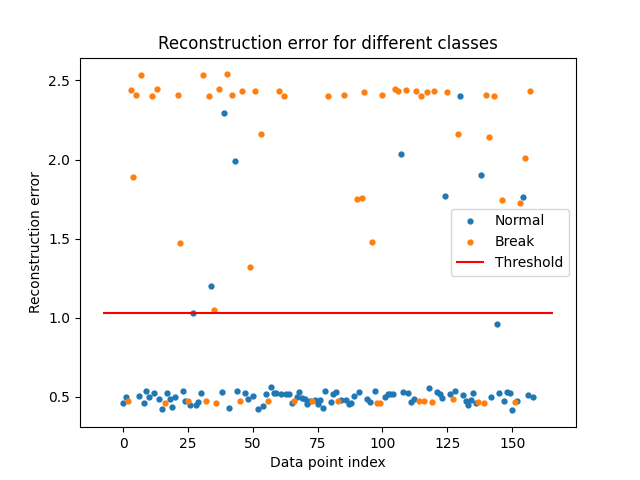 Reconstruction error for different classes
Reconstruction error
2.5
2.0
1.5
1.0
0.5
Normal
Break
Threshold
0 25 50 75 100 125 150
Data point index